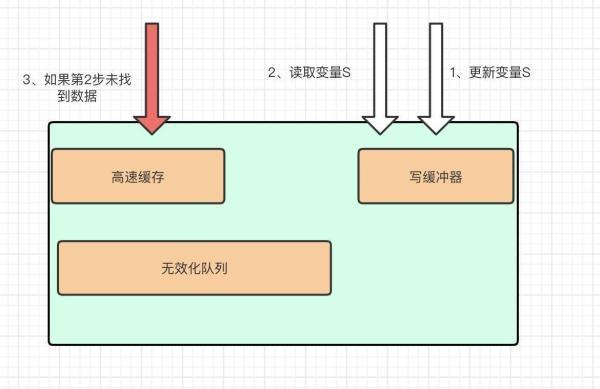 3、如果第2步未找
到数据
2、读取变量S
1、更新变量S
高速缓存
写缓冲器
无效化队列